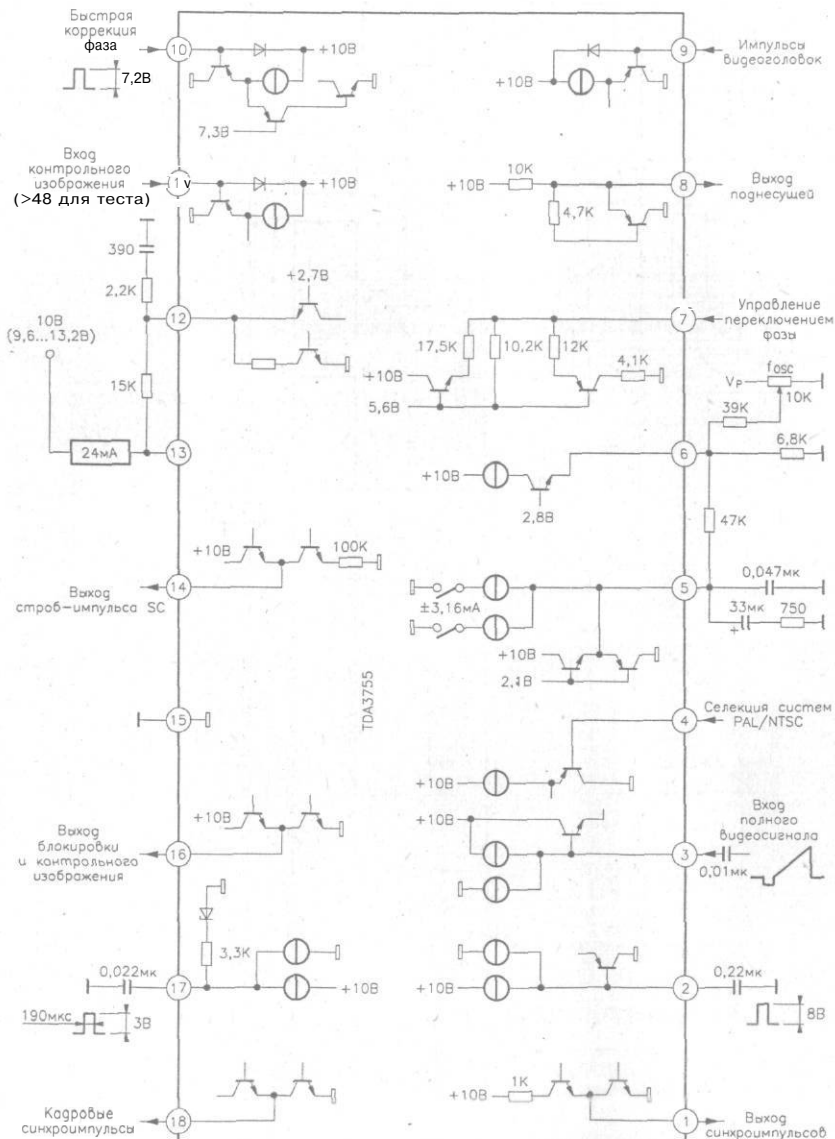 Быстрая
коррекция
фаза
7,2В
10
+10В
7,3В
9
+10В
Импульсы
видеоголовок
Вход
контрольного
изображения
(>48 для теста)
1v
+10В
+10В
10К
4,7К
8
Выход
поднесущей
390
2,2К
10В
(9,6...13,2В)
15К
24мА
12
+2,7В
13
17,5К
10,2К
12К
4,1К
+10В
5,6В
7
Управление
переключением
фазы
VP
fosc
10К
39К
6,8К
6
+10В
2,8В
47К
+10В
100К
14
Выход
строб-импульса SC
±3,16мА
5
0,047мк
33мк
750
+
+10В
2,1В
15
TDA3755
4
Селекция систем
PAL/NTSC
+10В
+10В
Вход
полного
видеосигнала
3
0,01мк
+10В
16
Выход
блокировки
и контрольного
изображения
3,3К
0,022мк
17
+10В
190мкс
3В
+10В
2
0,22мк
8В
18
Кадровые
синхроимпульсы
+10В
1К
1
Выход
синхроимпульсов